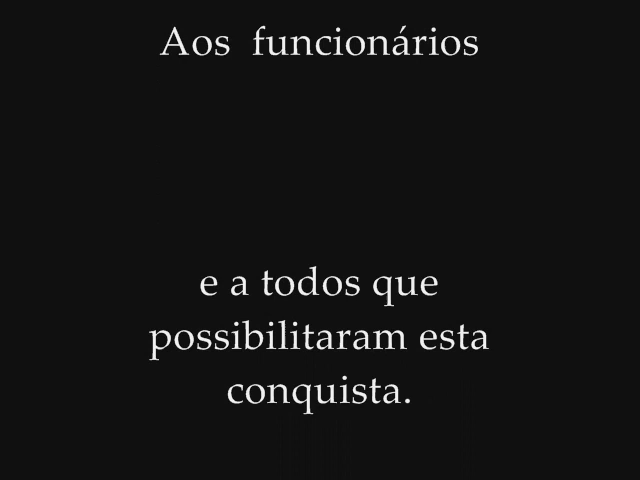 Aos funcionários
e a todos que
possibilitaram esta
conquista.